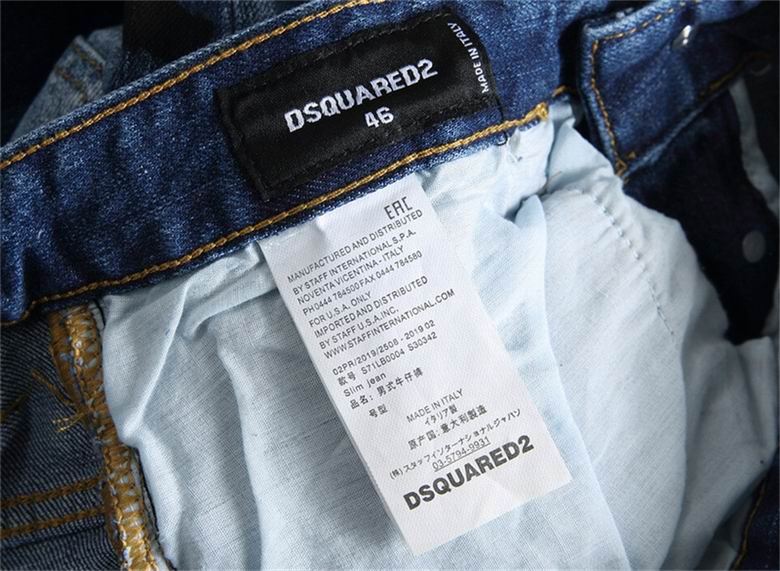 DSQUARED2
46
MADE IN ITALY
EAC
MANUFACTURED AND DISTRIBUTED
BY STAFF INTERNATIONAL S.P.A.
NOVENTA VICENTINA - ITALY
PH 0444 784500 FAX 0444 784580
FOR U.S.A. ONLY
IMPORTED AND DISTRIBUTED
BY STAFF U.S.A. INC.
WWW.STAFFINTERNATIONAL.COM
02PR/2019/2508 - 2019 02
款号 S71LB0004 S30342
Slim jean
品名: 男式牛仔裤
号型
MADE IN ITALY
イタリア製
原产国: 意大利製造
(株) スタッフインターナショナルジャパン
03-5794-9931
DSQUARED2